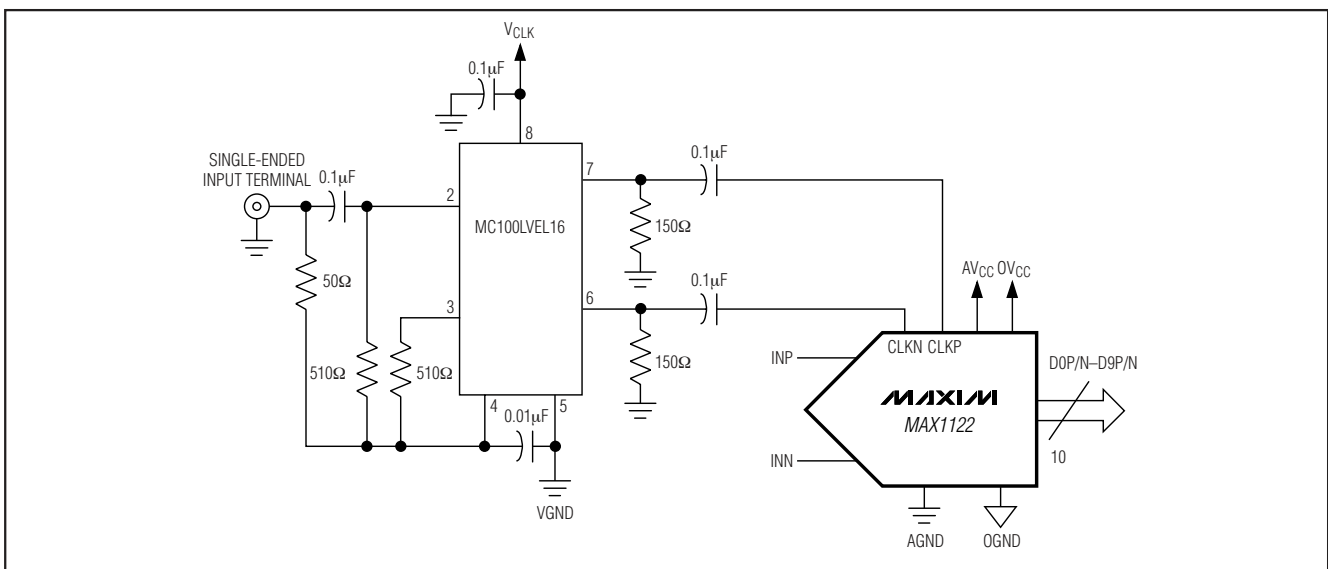 VCLK
0.1µF
8
SINGLE-ENDED
INPUT TERMINAL
0.1µF
2
7
0.1µF
MC100LVEL16
150Ω
50Ω
3
6
0.1µF
AVCC OVCC
510Ω
510Ω
150Ω
INP
CLKN CLKP
D0P/N–D9P/N
MAXIM
MAX1122
4
0.01µF
5
10
INN
VGND
AGND
OGND